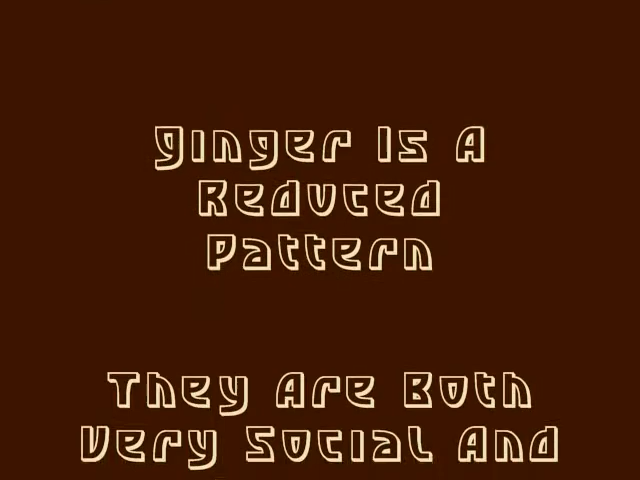 Ginger Is A
Reduced
Pattern
They Are Both
Very Social And